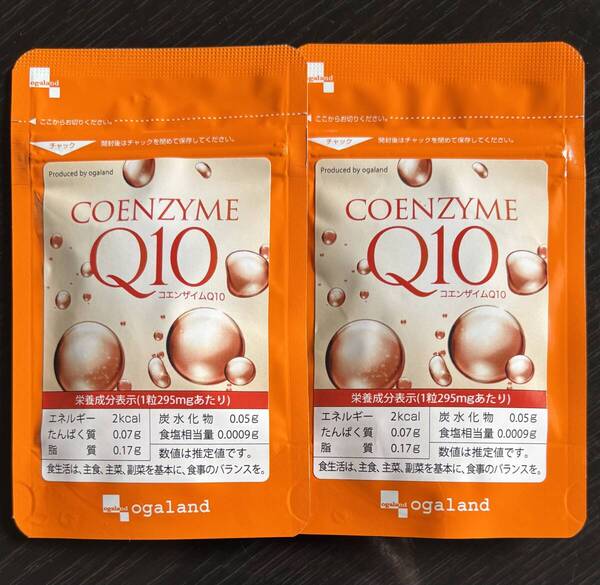 ogaland
ここからお切りください。
チャック
開封後はチャックを閉めて保存してください。
Produced by ogaland
COENZYME
Q10
コエンザイムQ10
栄養成分表示(1粒295mgあたり)
エネルギー 2kcal
たんぱく質 0.07g
脂質 0.17g
炭水化物 0.05g
食塩相当量 0.0009g
数値は推定値です。
食生活は、主食、主菜、副菜を基本に、食事のバランスを。
ogaland
ogaland
ogaland
ここからお切りください。
チャック
開封後はチャックを閉めて保存してください。
Produced by ogaland
COENZYME
Q10
コエンザイムQ10
栄養成分表示(1粒295mgあたり)
エネルギー 2kcal
たんぱく質 0.07g
脂質 0.17g
炭水化物 0.05g
食塩相当量 0.0009g
数値は推定値です。
食生活は、主食、主菜、副菜を基本に、食事のバランスを。
ogaland
ogaland